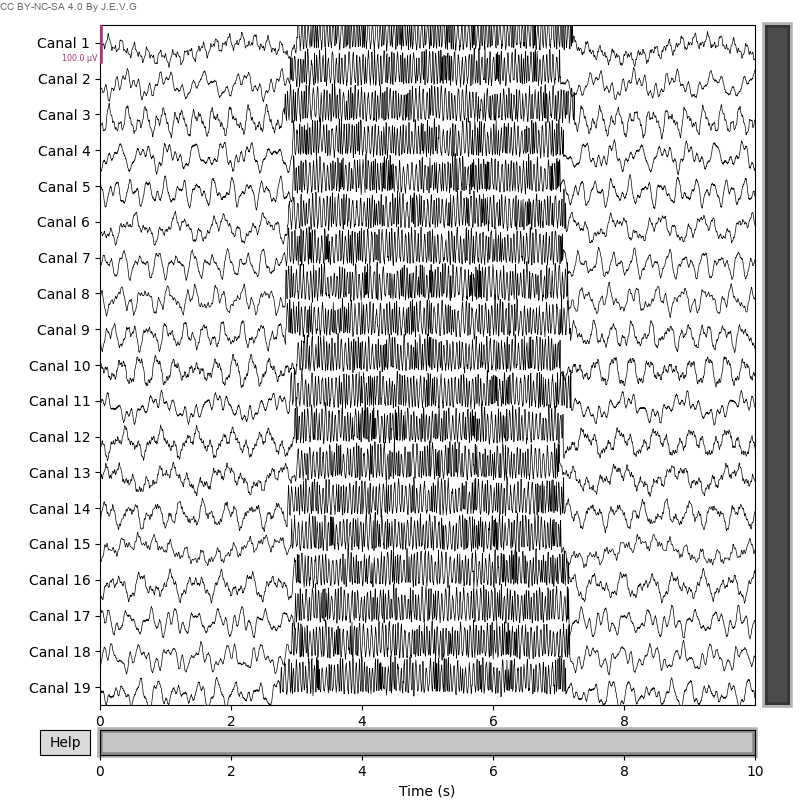 CC BY-NC-SA 4.0 By J.E.V.G
Canal 1
100.0 µV
Canal 2
Canal 3
Canal 4
Canal 5
Canal 6
Canal 7
Canal 8
Canal 9
Canal 10
Canal 11
Canal 12
Canal 13
Canal 14
Canal 15
Canal 16
Canal 17
Canal 18
Canal 19
0 2 4 6 8
Help
0 2 4 6 8 10
Time (s)